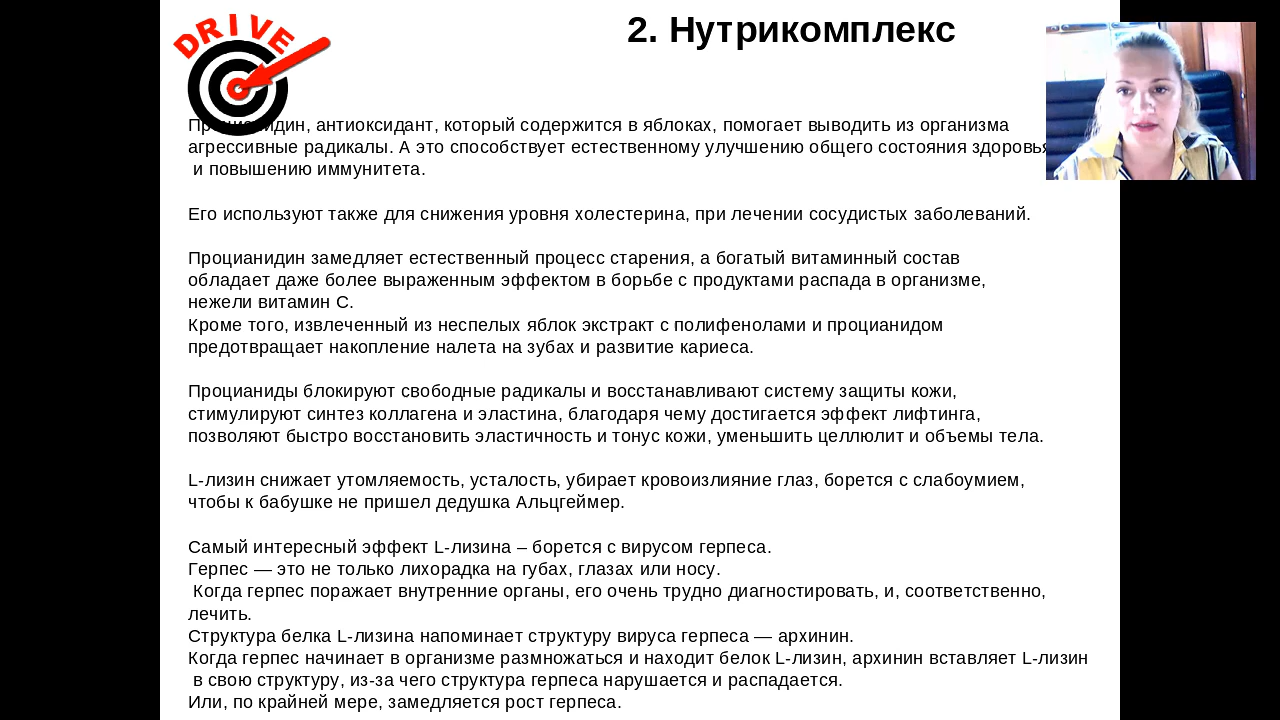 DRIVE
2. Нутрикомплекс
Процианидин, антиоксидант, который содержится в яблоках, помогает выводить из организма
агрессивные радикалы. А это способствует естественному улучшению общего состояния здоровья
и повышению иммунитета.
Его используют также для снижения уровня холестерина, при лечении сосудистых заболеваний.
Процианидин замедляет естественный процесс старения, а богатый витаминный состав
обладает даже более выраженным эффектом в борьбе с продуктами распада в организме,
нежели витамин С.
Кроме того, извлеченный из неспелых яблок экстракт с полифенолами и процианидом
предотвращает накопление налета на зубах и развитие кариеса.
Процианиды блокируют свободные радикалы и восстанавливают систему защиты кожи,
стимулируют синтез коллагена и эластина, благодаря чему достигается эффект лифтинга,
позволяют быстро восстановить эластичность и тонус кожи, уменьшить целлюлит и объемы тела.
L-лизин снижает утомляемость, усталость, убирает кровоизлияние глаз, борется с слабоумием,
чтобы к бабушке не пришел дедушка Альцгеймер.
Самый интересный эффект L-лизина – борется с вирусом герпеса.
Герпес — это не только лихорадка на губах, глазах или носу.
Когда герпес поражает внутренние органы, его очень трудно диагностировать, и, соответственно,
лечить.
Структура белка L-лизина напоминает структуру вируса герпеса — архинин.
Когда герпес начинает в организме размножаться и находит белок L-лизин, архинин вставляет L-лизин
в свою структуру, из-за чего структура герпеса нарушается и распадается.
Или, по крайней мере, замедляется рост герпеса.